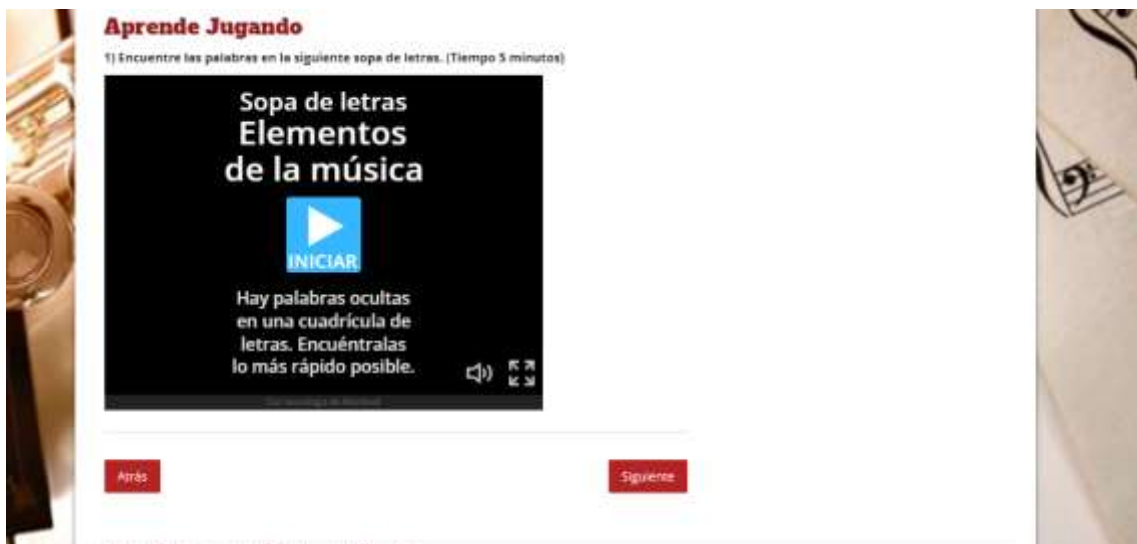 Aprende Jugando
1) Encuentre las palabras en la siguiente sopa de letras. (Tiempo 5 minutos)
Sopa de letras
Elementos
de la música
INICIAR
Hay palabras ocultas
en una cuadrícula de
letras. Encuéntralas
lo más rápido posible.
Atrás
Siguiente